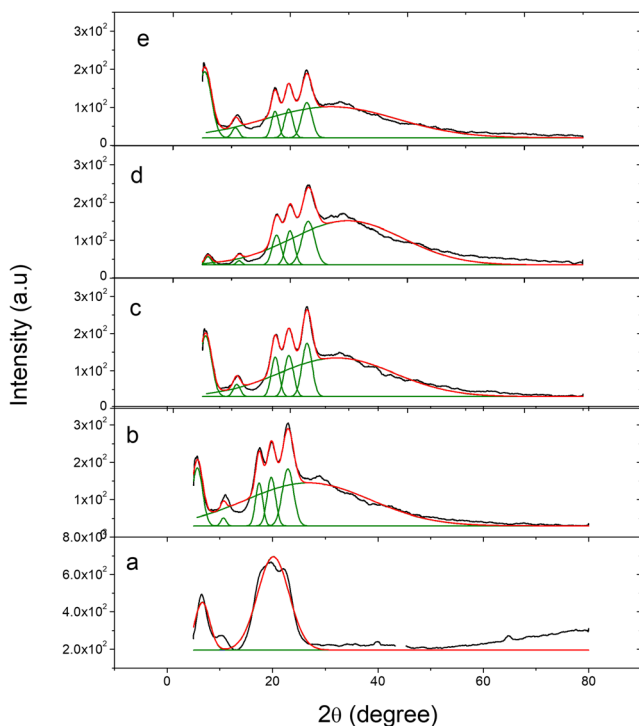 e
3x10²
2x10²
1x10²
0
d
3x10²
2x10²
1x10²
0
c
3x10²
2x10²
1x10²
0
b
3x10²
2x10²
1x10²
a
8.0x10²
6.0x10²
4.0x10²
2.0x10²
0 20 40 60 80
Intensity (a.u)
2θ (degree)